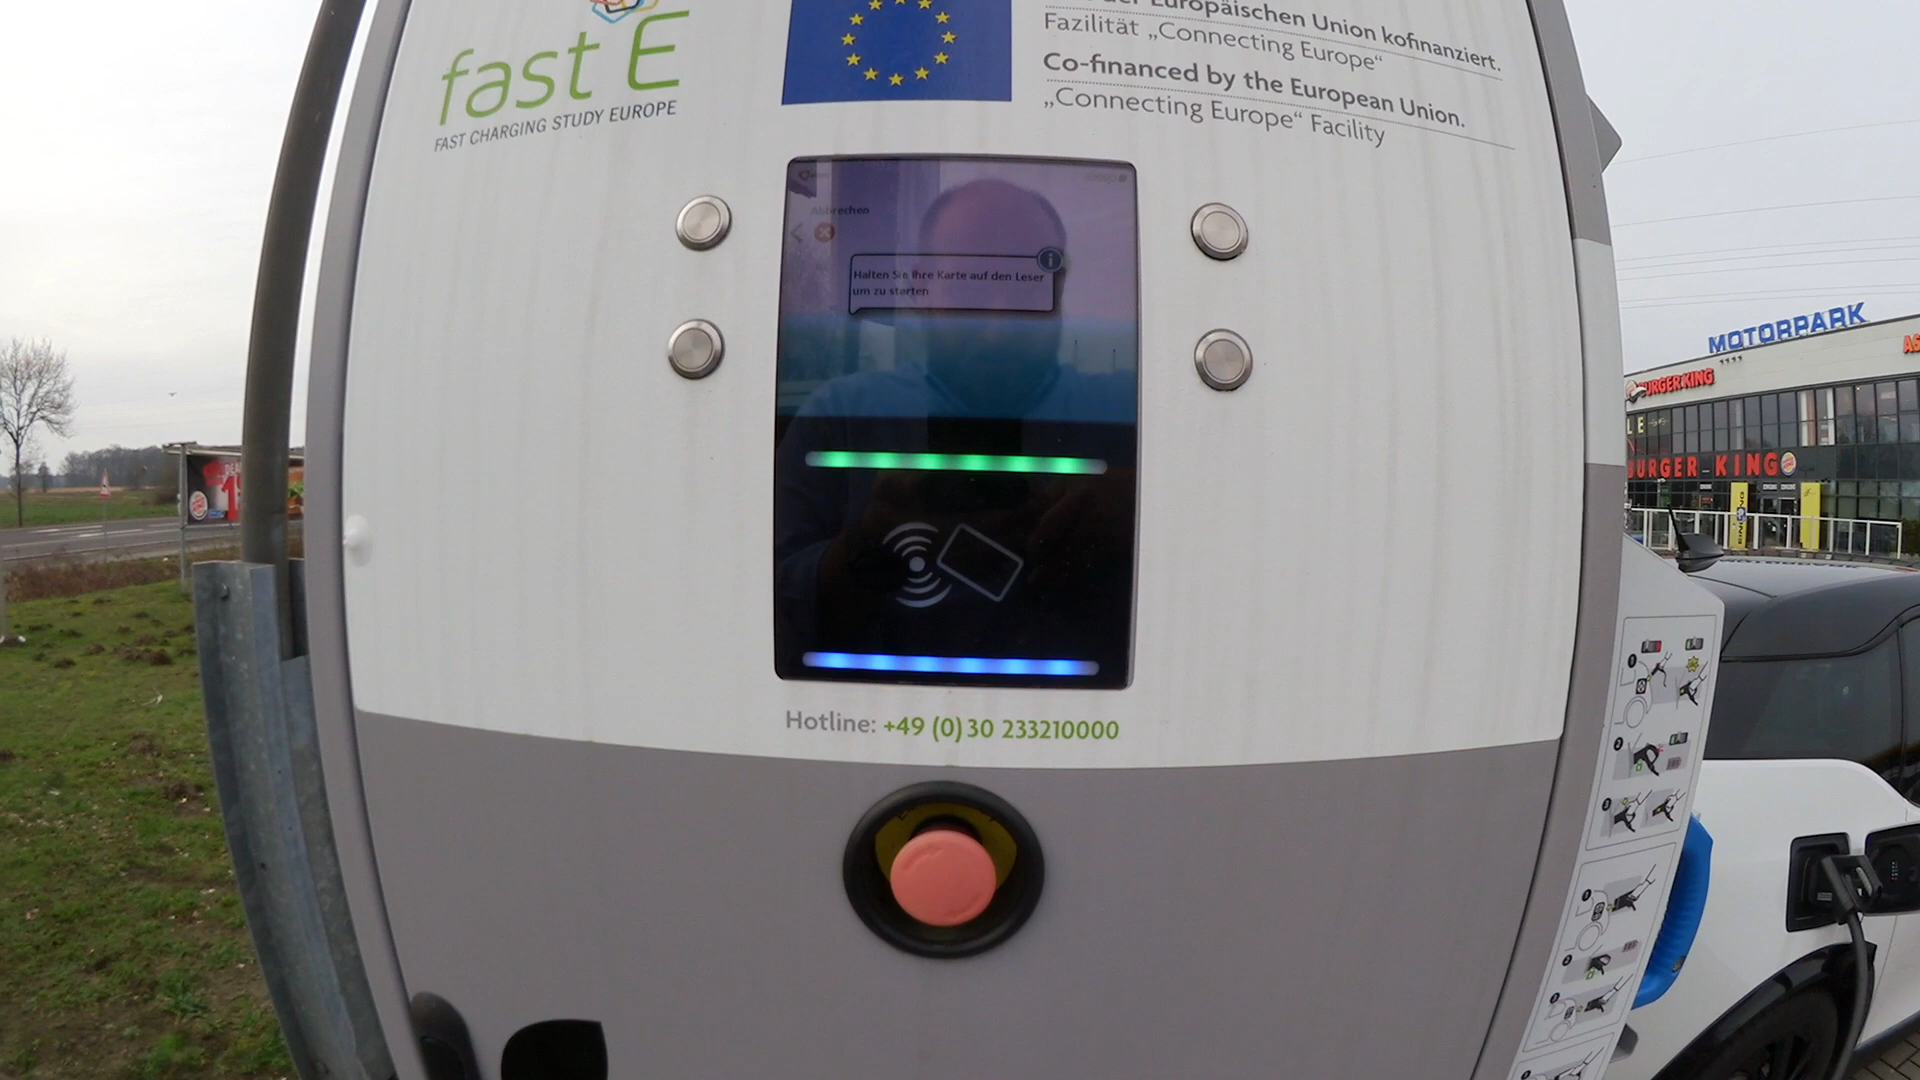 der Europäischen Union kofinanziert.
Fazilität „Connecting Europe“
Co-financed by the European Union.
„Connecting Europe“ Facility
fast E
FAST CHARGING STUDY EUROPE
Abbrechen
i
Halten Sie Ihre Karte auf den Leser
um zu starten
Hotline: +49 (0)30 233210000
MOTORPARK
BURGER KING
BURGER KING